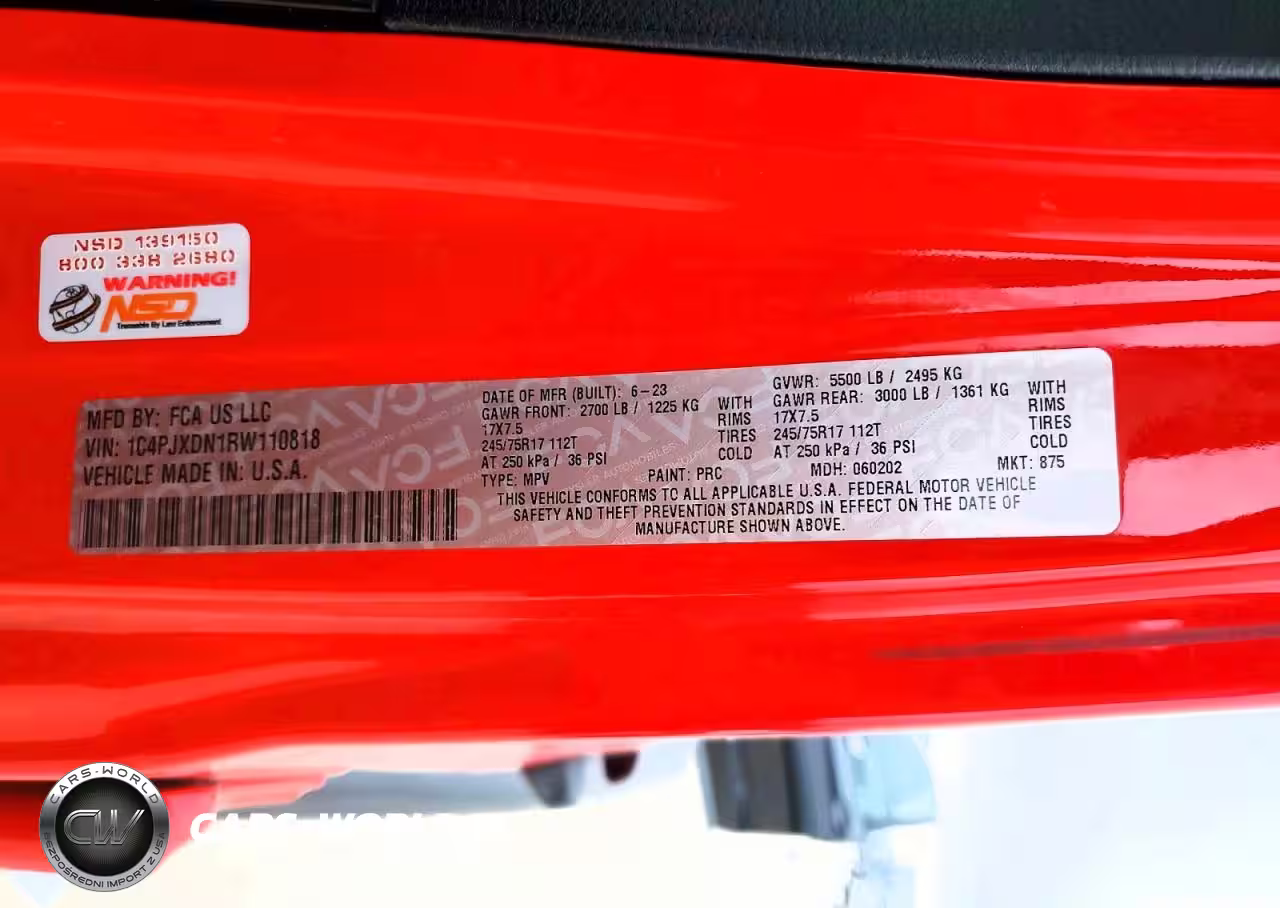 NSD 139150
800 338 2680
WARNING!
NSD
Traceable By Law Enforcement
MFD BY: FCA US LLC
VIN: 1C4PJXDN1RW110818
VEHICLE MADE IN: U.S.A.
DATE OF MFR (BUILT): 6-23
GAWR FRONT: 2700 LB / 1225 KG WITH
17X7.5 RIMS
245/75R17 112T TIRES
AT 250 kPa / 36 PSI COLD
GVWR: 5500 LB / 2495 KG
GAWR REAR: 3000 LB / 1361 KG WITH
17X7.5 RIMS
245/75R17 112T TIRES
AT 250 kPa / 36 PSI COLD
TYPE: MPV PAINT: PRC MDH: 060202 MKT: 875
THIS VEHICLE CONFORMS TO ALL APPLICABLE U.S.A. FEDERAL MOTOR VEHICLE
SAFETY AND THEFT PREVENTION STANDARDS IN EFFECT ON THE DATE OF
MANUFACTURE SHOWN ABOVE.
CARS-WORLD
CW
BEZPOŚREDNI IMPORT Z USA
CARS-WORLD